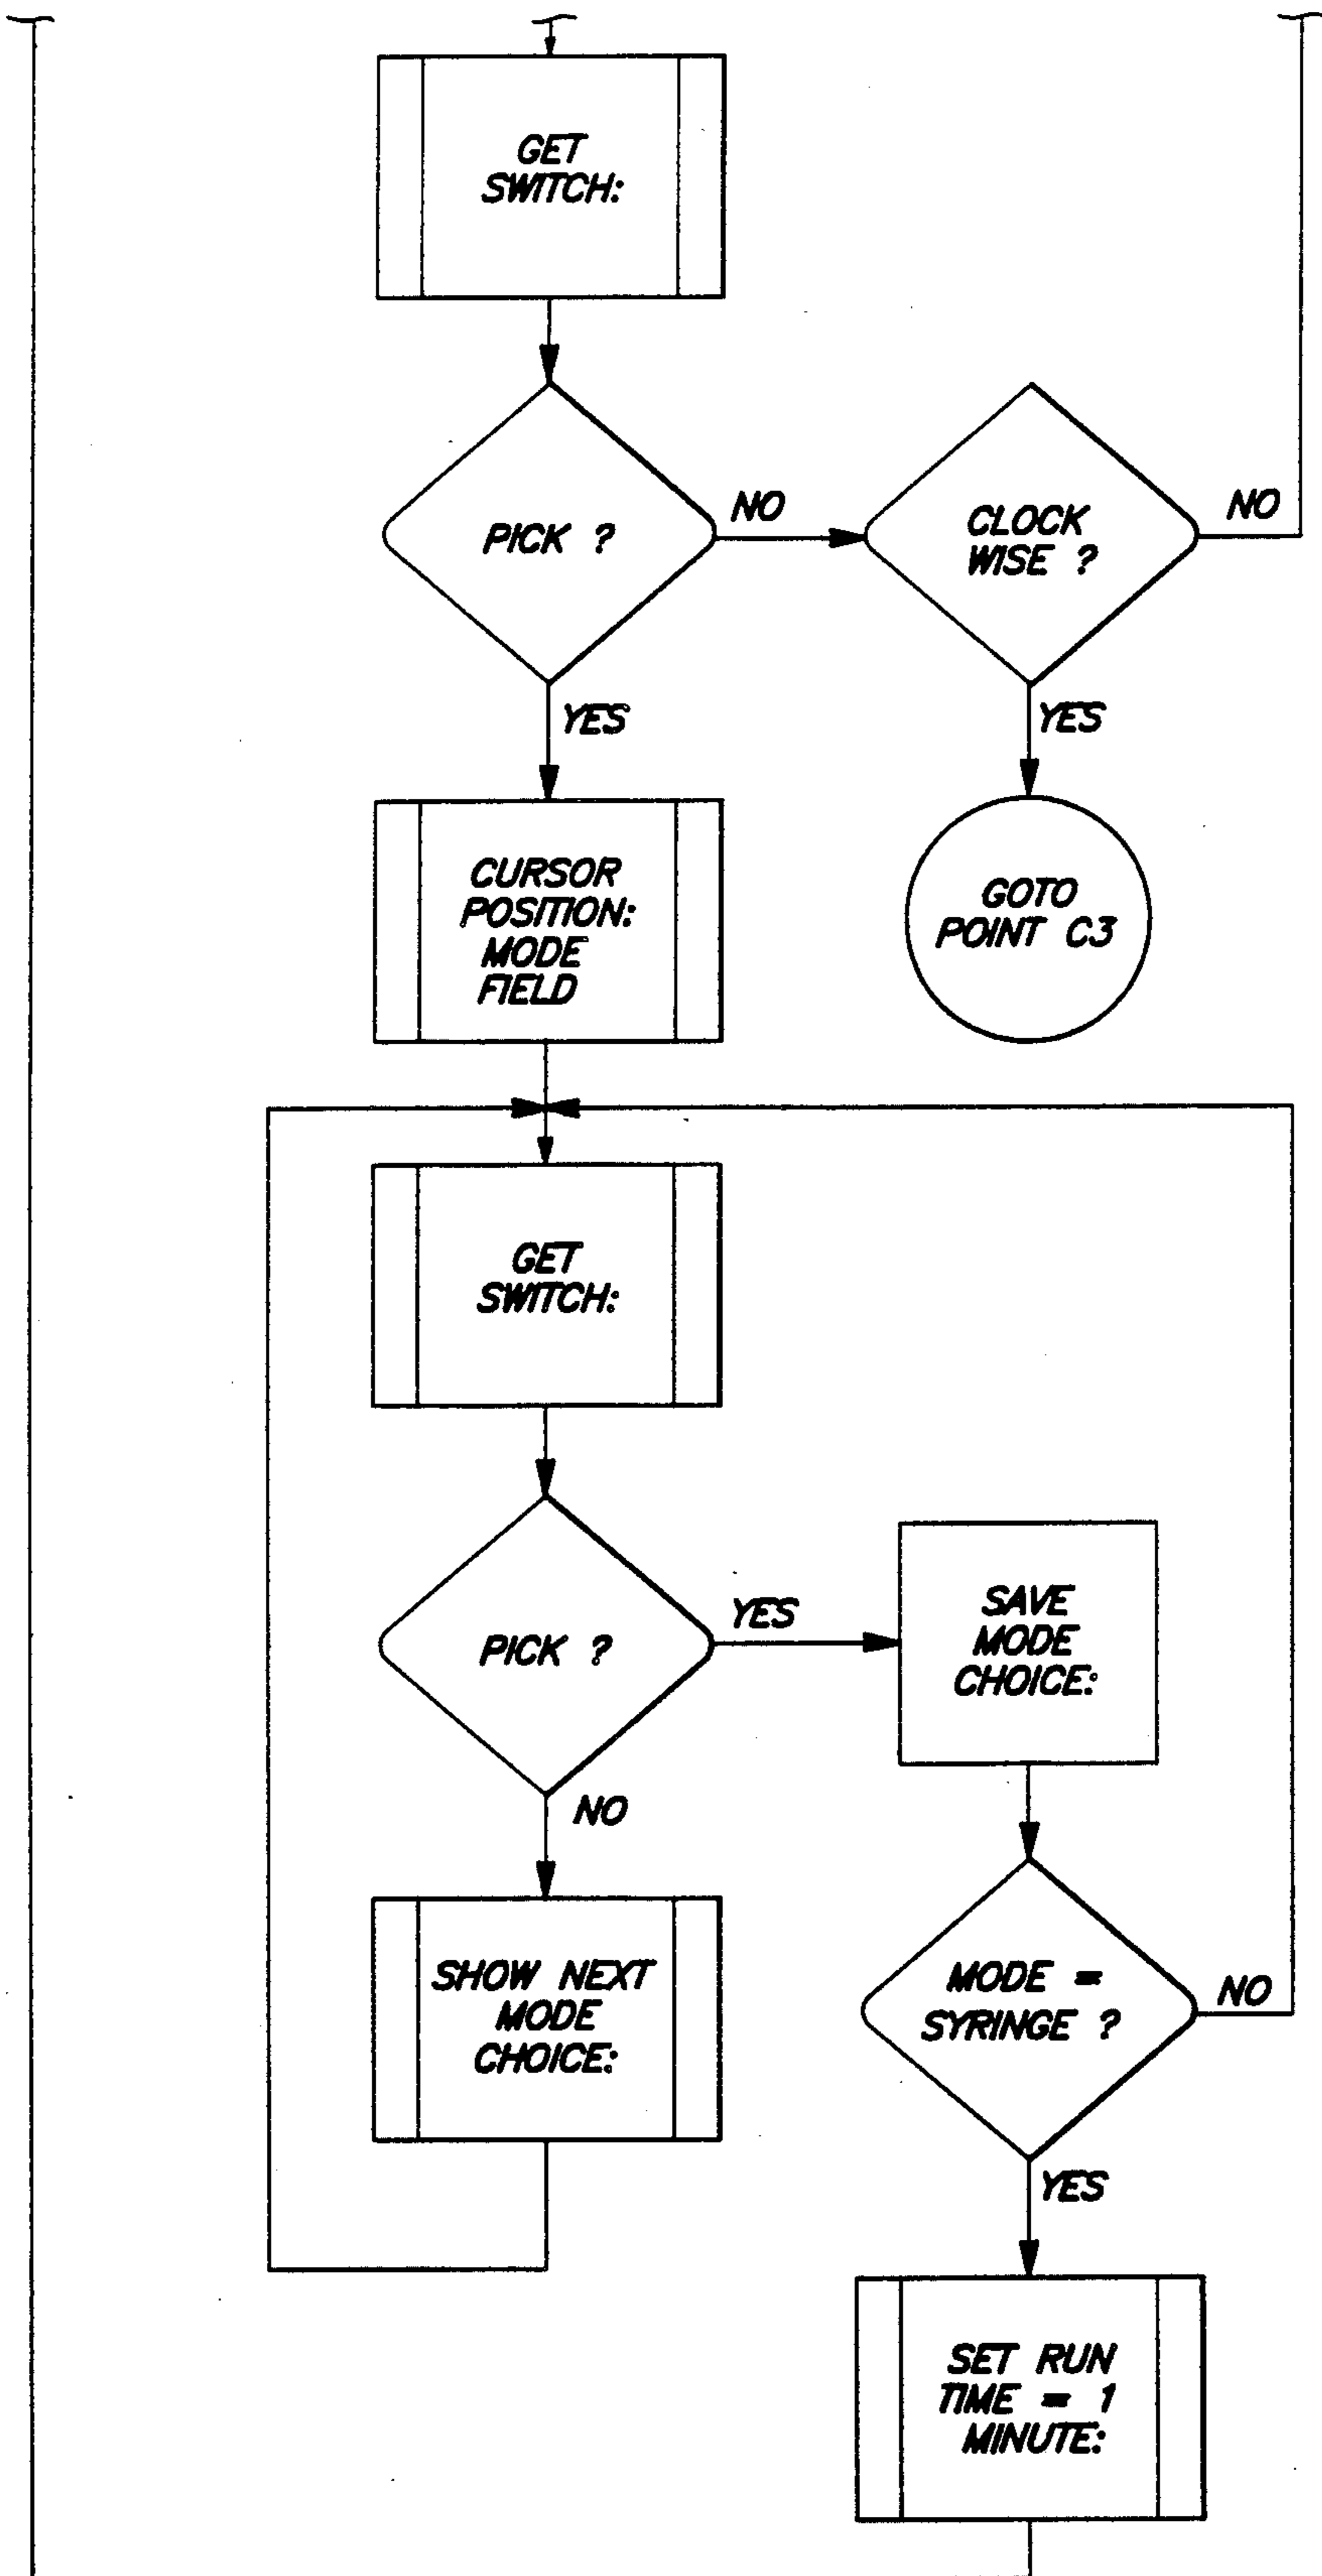 GET
SWITCH:
PICK ?
NO
CLOCK
WISE ?
NO
YES
YES
CURSOR
POSITION:
MODE
FIELD
GOTO
POINT C3
GET
SWITCH:
PICK ?
YES
SAVE
MODE
CHOICE:
NO
SHOW NEXT
MODE
CHOICE:
MODE =
SYRINGE ?
NO
YES
SET RUN
TIME = 1
MINUTE: